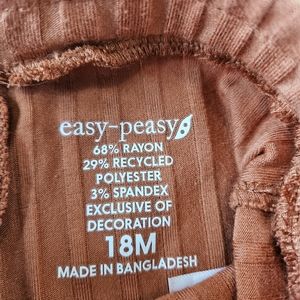 easy-peasy
68% RAYON
29% RECYCLED
POLYESTER
3% SPANDEX
EXCLUSIVE OF
DECORATION
18M
MADE IN BANGLADESH